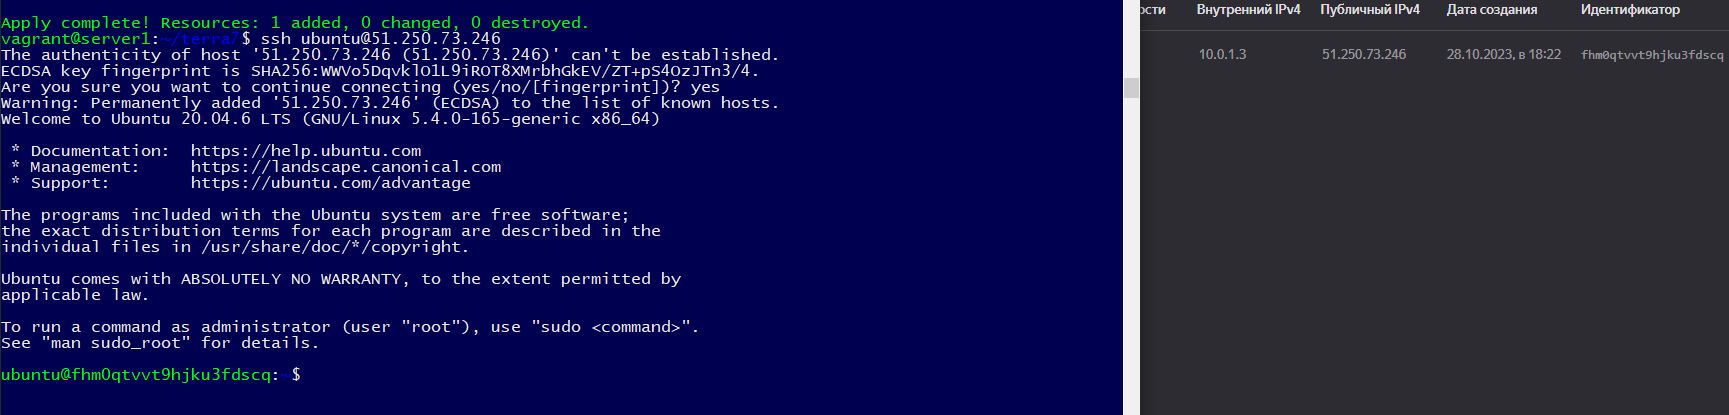 Apply complete! Resources: 1 added, 0 changed, 0 destroyed.
vagrant@server1:~/terra7$ ssh ubuntu@51.250.73.246
The authenticity of host '51.250.73.246 (51.250.73.246)' can't be established.
ECDSA key fingerprint is SHA256:WWVo5DqvklO1L9iROT8XMrbhGkEV/ZT+pS4OzJTn3/4.
Are you sure you want to continue connecting (yes/no/[fingerprint])? yes
Warning: Permanently added '51.250.73.246' (ECDSA) to the list of known hosts.
Welcome to Ubuntu 20.04.6 LTS (GNU/Linux 5.4.0-165-generic x86_64)
* Documentation: https://help.ubuntu.com
* Management: https://landscape.canonical.com
* Support: https://ubuntu.com/advantage
The programs included with the Ubuntu system are free software;
the exact distribution terms for each program are described in the
individual files in /usr/share/doc/*/copyright.
Ubuntu comes with ABSOLUTELY NO WARRANTY, to the extent permitted by
applicable law.
To run a command as administrator (user "root"), use "sudo <command>".
See "man sudo_root" for details.
ubuntu@fhm0qtvvt9hjku3fdscq:~$
ости Внутренний IPv4 Публичный IPv4 Дата создания Идентификатор
10.0.1.3 51.250.73.246 28.10.2023, в 18:22 fhm0qtvvt9hjku3fdscq